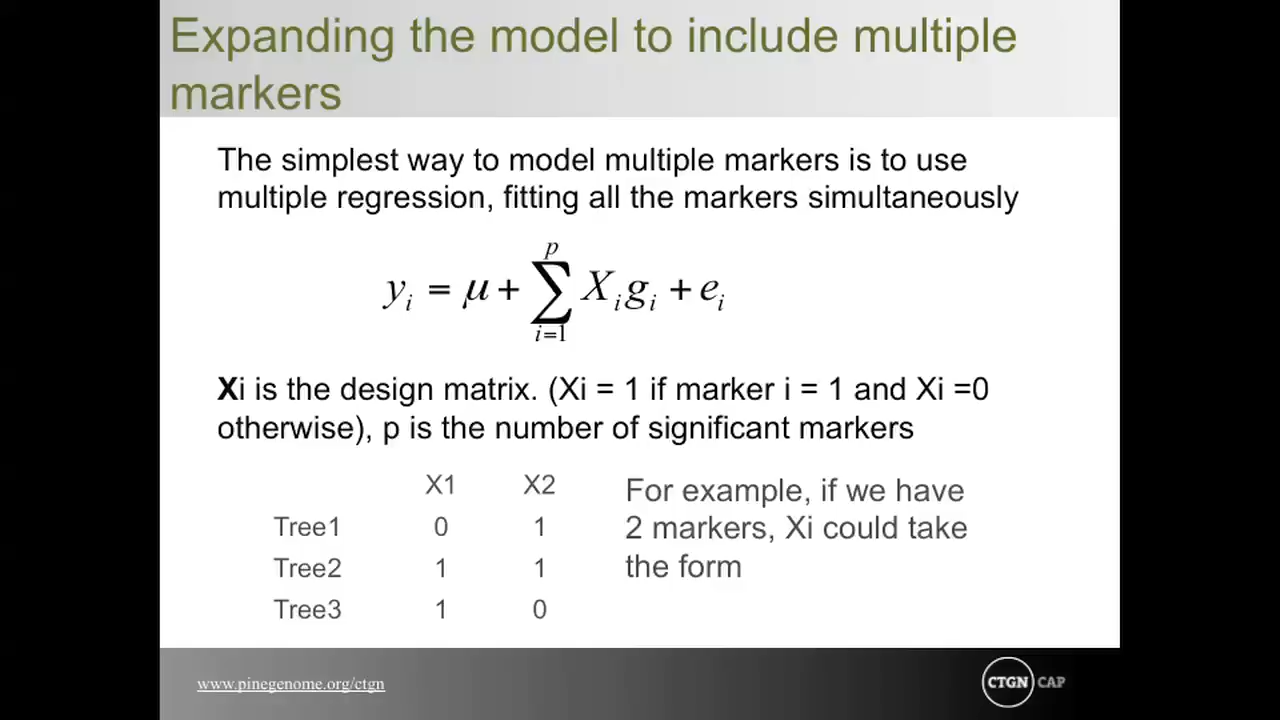 Expanding the model to include multiple
markers
The simplest way to model multiple markers is to use
multiple regression, fitting all the markers simultaneously
y_i = μ + ∑_{i=1}^{p} X_i g_i + e_i
Xi is the design matrix. (Xi = 1 if marker i = 1 and Xi =0
otherwise), p is the number of significant markers
X1 X2
Tree1 0 1
Tree2 1 1
Tree3 1 0
For example, if we have
2 markers, Xi could take
the form
www.pinegenome.org/ctgn
CTGN CAP